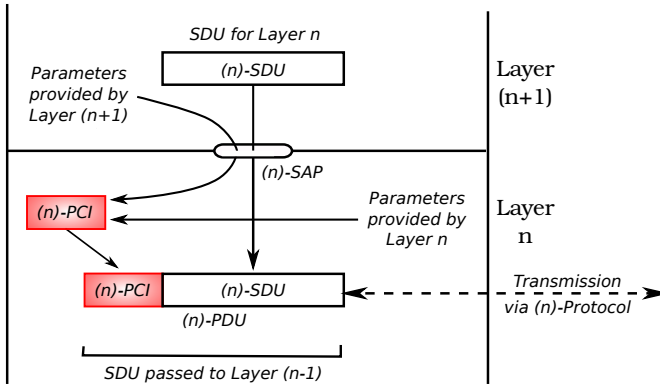 SDU for Layer n
(n)-SDU
Parameters
provided by
Layer (n+1)
Layer
(n+1)
(n)-SAP
(n)-PCI
Parameters
provided by
Layer n
Layer
n
(n)-PCI
(n)-SDU
Transmission
via (n)-Protocol
(n)-PDU
SDU passed to Layer (n-1)